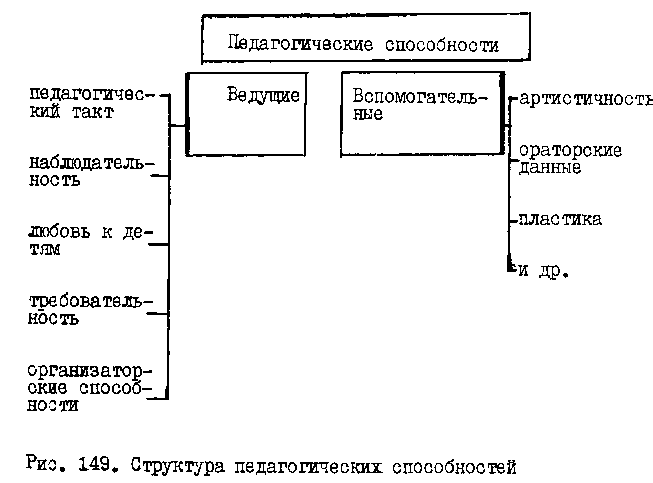 Педагогические способности
Ведущие
Вспомогатель-
ные
педагогичес-
кий такт
наблюдатель-
ность
любовь к де-
тям
требователь-
ность
организатор-
ские способ-
ности
артистичность
ораторские
данные
пластика
и др.
Рис. 149. Структура педагогических способностей